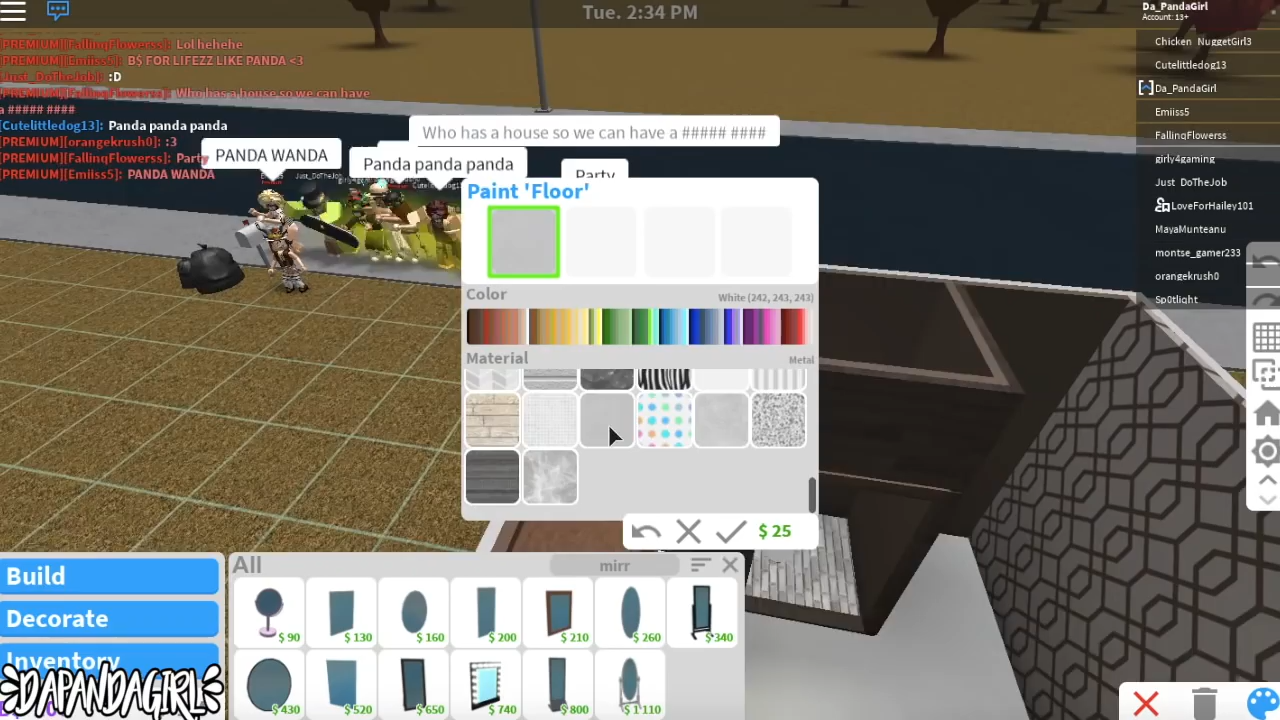 Tue. 2:34 PM
Da_PandaGirl
Account: 13+
[PREMIUM][FallingFlowerss]: Lol hehehe
[PREMIUM][Emiiss5]: B$ FOR LIFEZZ LIKE PANDA <3
Just_DoTheJob]: :D
[PREMIUM][FallingFlowerss]: Who has a house so we can have
a ##### ####
[Cutelittledog13]: Panda panda panda
[PREMIUM][orangekrush0]: :3
[PREMIUM][FallingFlowerss]: Party
[PREMIUM][Emiiss5]: PANDA WANDA
Who has a house so we can have a ##### ####
PANDA WANDA
Panda panda panda
Party
Chicken_NuggetGirl3
Cutelittledog13
Da_PandaGirl
Emiiss5
FallingFlowerss
girly4gaming
Just_DoTheJob
LoveForHailey101
MayaMunteanu
montse_gamer233
orangekrush0
Sp0tlight
Paint 'Floor'
Color
White (242, 243, 243)
Material
Metal
$ 25
Build
Decorate
Inventory
DAPANDAGIRL
All
mirr
$ 90
$ 130
$ 160
$ 200
$ 210
$ 260
$ 340
$ 430
$ 520
$ 650
$ 740
$ 800
$ 1'110